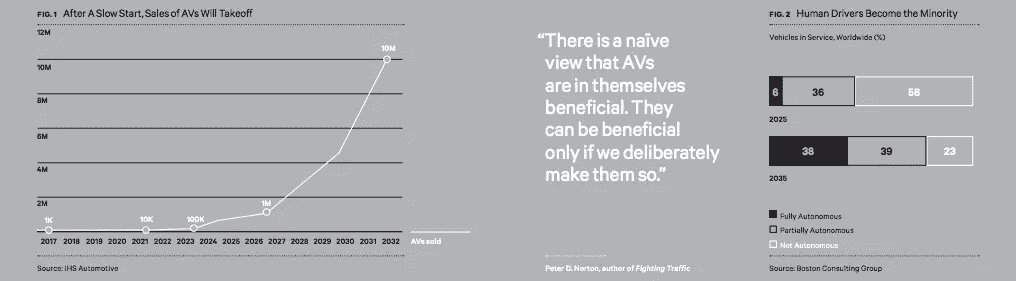 FIG. 1 After A Slow Start, Sales of AVs Will Takeoff
12M
10M
10M
8M
6M
4M
2M
1K
10K
100K
1M
2017 2018 2019 2020 2021 2022 2023 2024 2025 2026 2027 2028 2029 2030 2031 2032
AVs sold
Source: iHS Automotive
“There is a naïve
view that AVs
are in themselves
beneficial. They
can be beneficial
only if we deliberately
make them so.”
Peter D. Norton, author of Fighting Traffic
FIG. 2 Human Drivers Become the Minority
Vehicles in Service, Worldwide (%)
6 36 58
2025
38 39 23
2035
Fully Autonomous
Partially Autonomous
Not Autonomous
Source: Boston Consulting Group